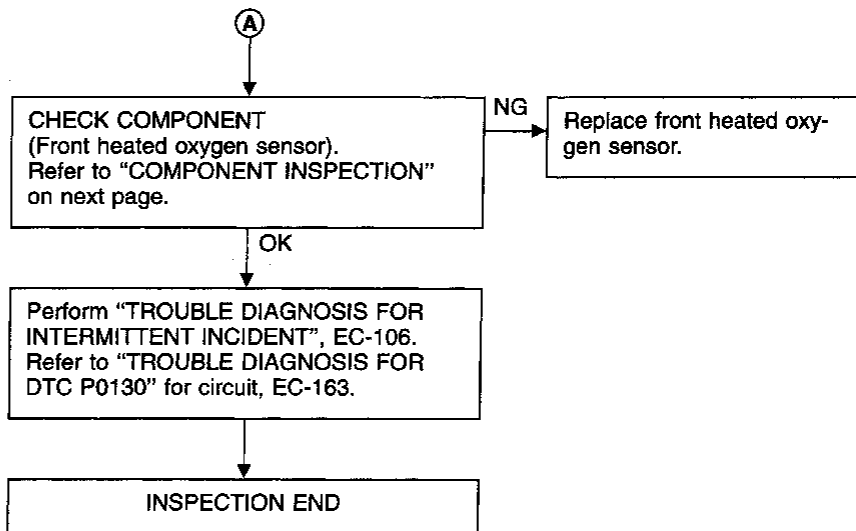 A
CHECK COMPONENT
(Front heated oxygen sensor).
Refer to “COMPONENT INSPECTION”
on next page.
NG
Replace front heated oxy-
gen sensor.
OK
Perform “TROUBLE DIAGNOSIS FOR
INTERMITTENT INCIDENT”, EC-106.
Refer to “TROUBLE DIAGNOSIS FOR
DTC P0130” for circuit, EC-163.
INSPECTION END